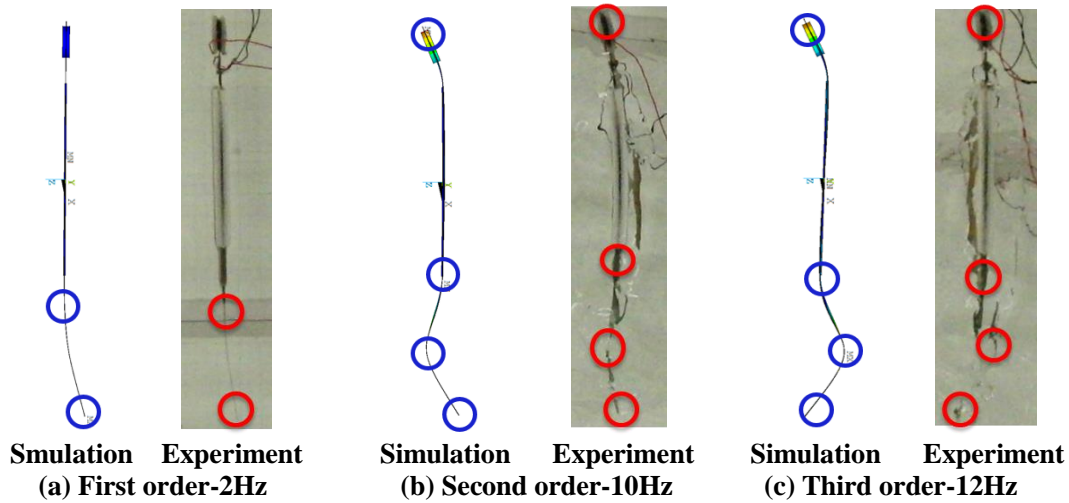 Smulation Experiment Simulation Experiment Simulation Experiment
(a) First order-2Hz (b) Second order-10Hz (c) Third order-12Hz